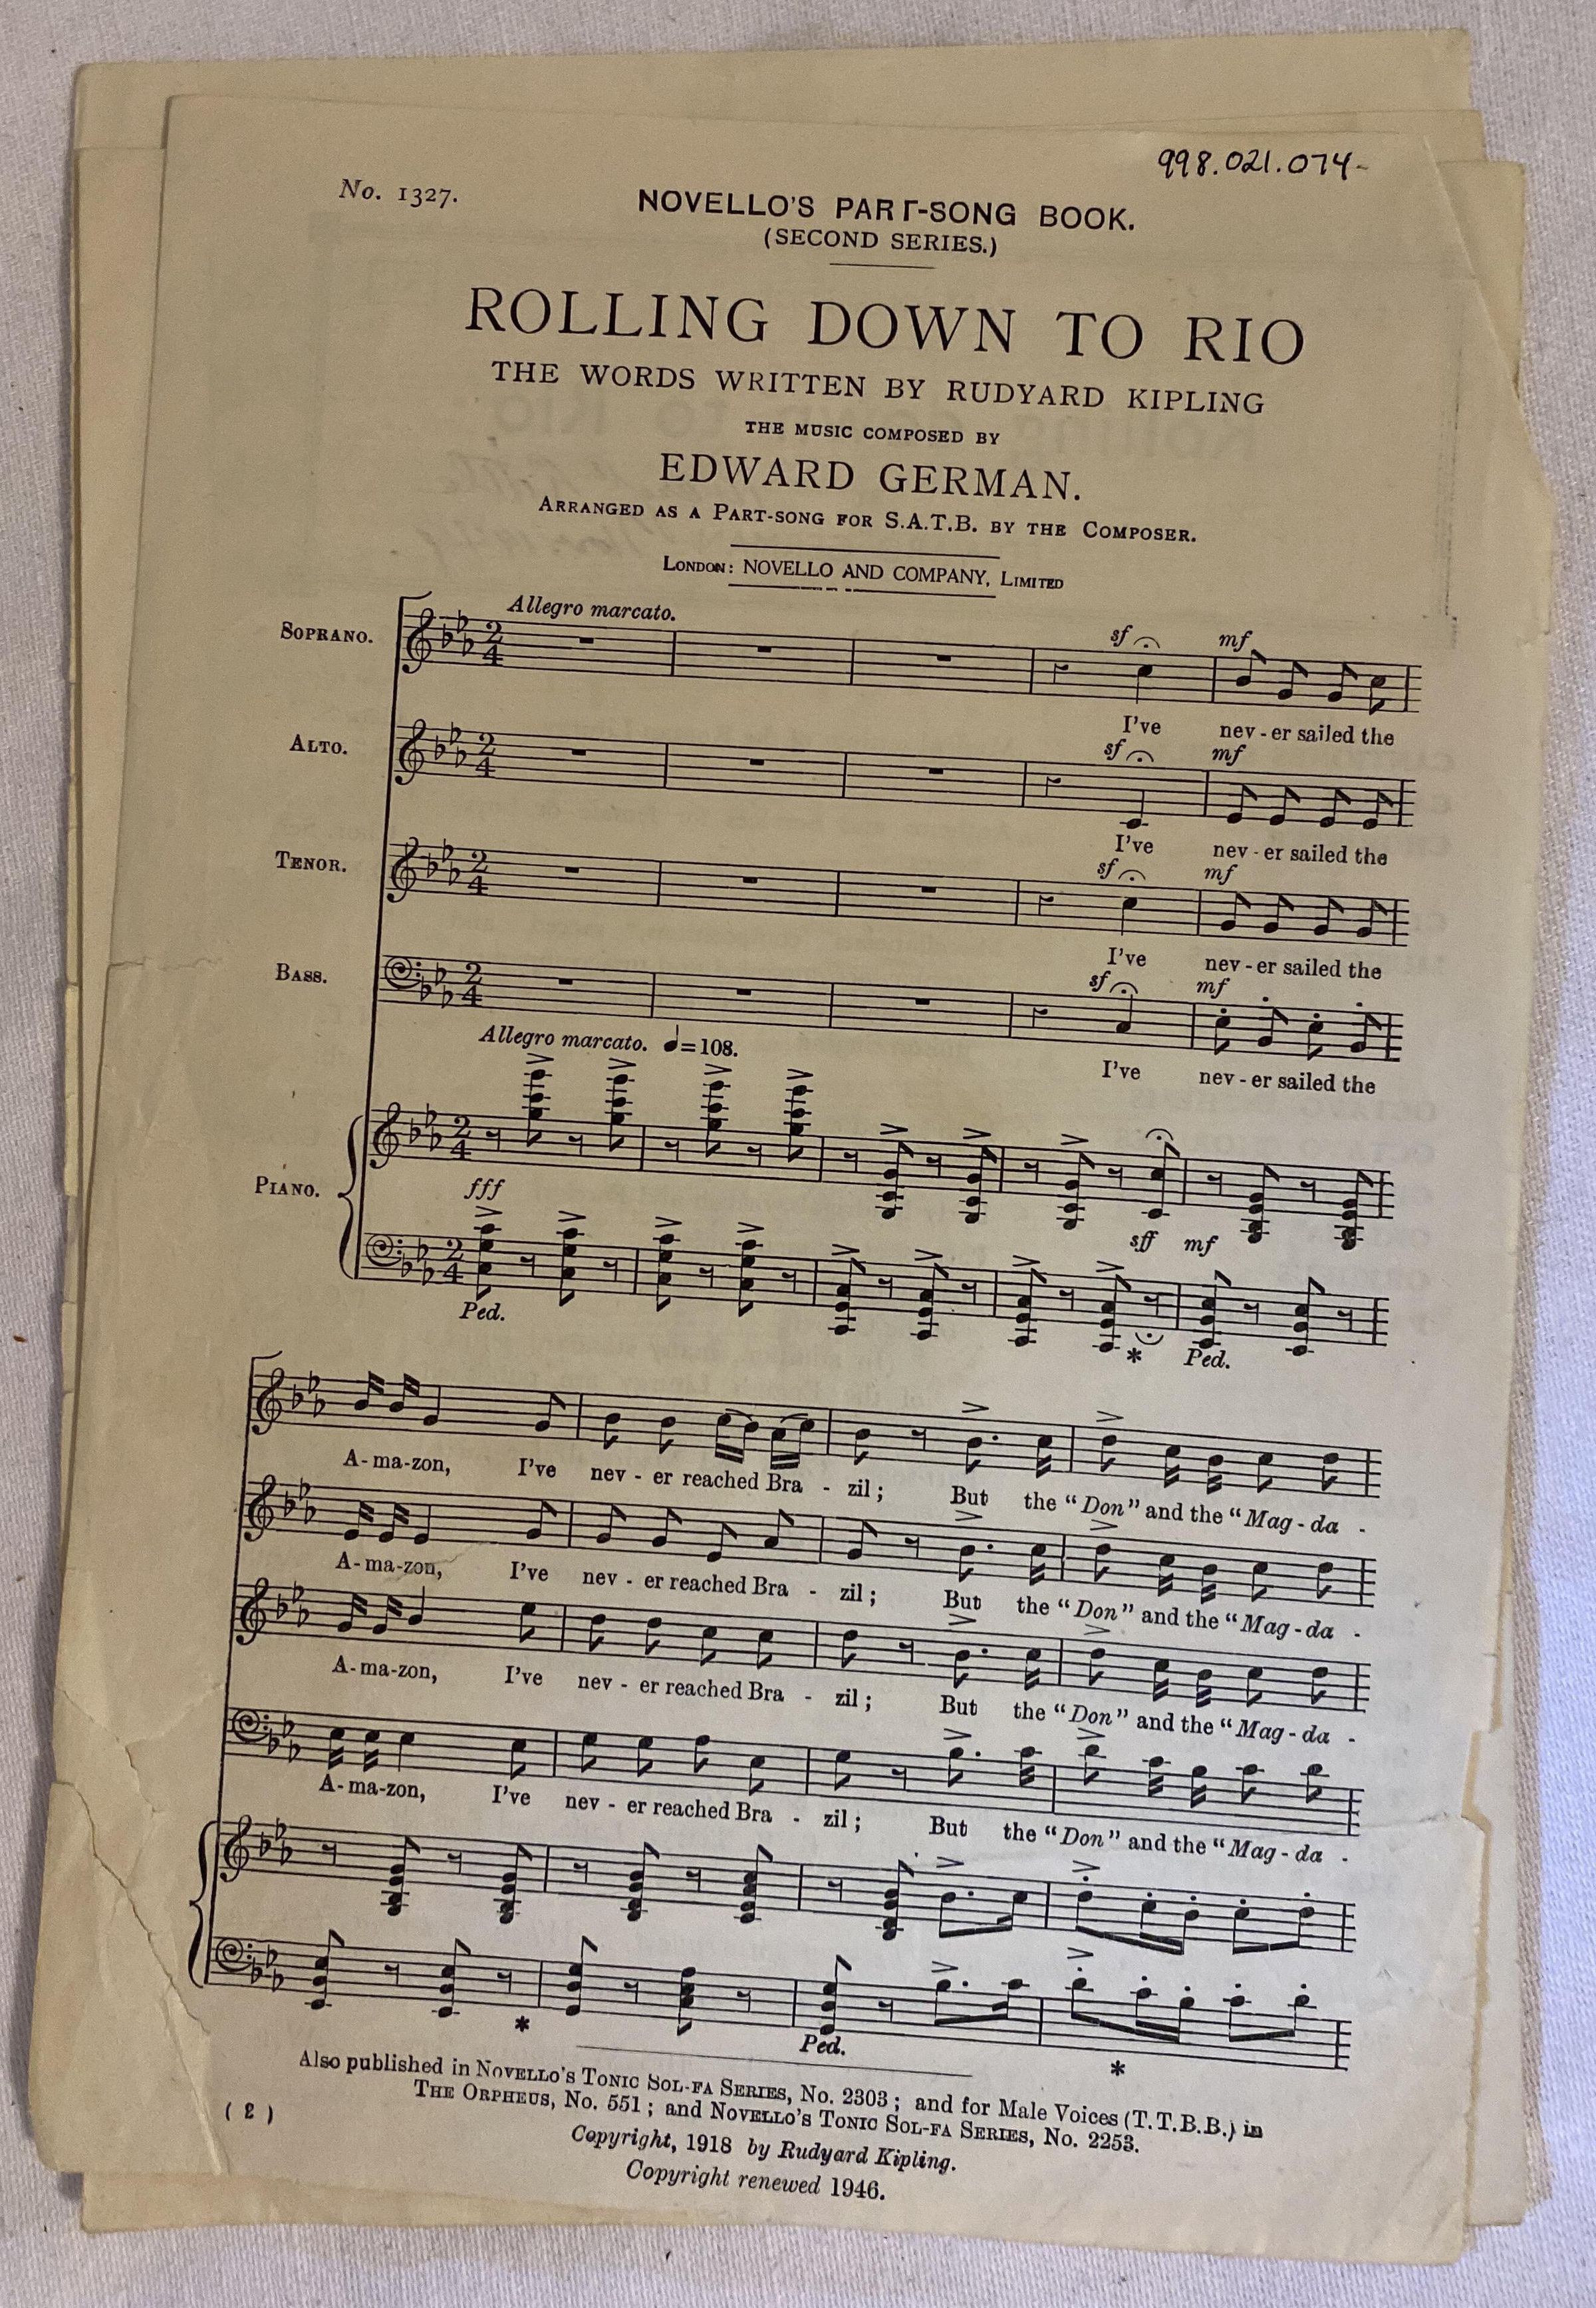 998.021.074-
No. 1327.
NOVELLO'S PART-SONG BOOK.
(SECOND SERIES.)
ROLLING DOWN TO RIO
THE WORDS WRITTEN BY RUDYARD KIPLING
THE MUSIC COMPOSED BY
EDWARD GERMAN.
ARRANGED AS A PART-SONG FOR S.A.T.B. BY THE COMPOSER.
LONDON: NOVELLO AND COMPANY, LIMITED
Allegro marcato.
SOPRANO.
sf mf
I've nev-er sailed the
ALTO.
sf mf
I've nev-er sailed the
TENOR.
sf mf
I've nev-er sailed the
BASS.
sf mf
I've nev-er sailed the
Allegro marcato. ♩=108.
PIANO.
fff
sff mf
Ped. * Ped.
A-ma-zon, I've nev-er reached Bra-zil; But the "Don" and the "Mag-da-
A-ma-zon, I've nev-er reached Bra-zil; But the "Don" and the "Mag-da-
A-ma-zon, I've nev-er reached Bra-zil; But the "Don" and the "Mag-da-
A-ma-zon, I've nev-er reached Bra-zil; But the "Don" and the "Mag-da-
* Ped. *
Also published in NOVELLO'S TONIC SOL-FA SERIES, No. 2303; and for Male Voices (T.T.B.B.) in
THE ORPHEUS, No. 551; and NOVELLO'S TONIC SOL-FA SERIES, No. 2253.
( 2 )
Copyright, 1918 by Rudyard Kipling.
Copyright renewed 1946.